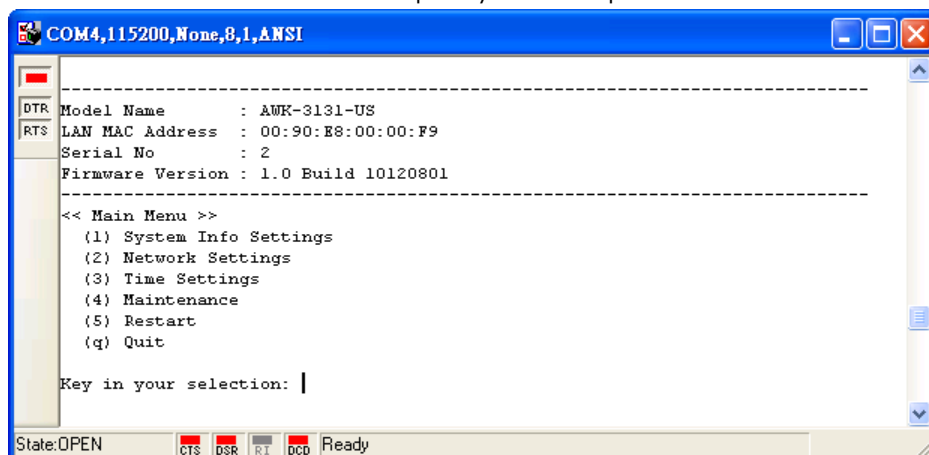 COM4,115200,None,8,1,ANSI
DTR
RTS
--------------------------------------------------------------------------
Model Name : AWK-3131-US
LAN MAC Address : 00:90:E8:00:00:F9
Serial No : 2
Firmware Version : 1.0 Build 10120801
--------------------------------------------------------------------------
<< Main Menu >>
(1) System Info Settings
(2) Network Settings
(3) Time Settings
(4) Maintenance
(5) Restart
(q) Quit
Key in your selection:
State:OPEN CTS DSR RI DCD Ready